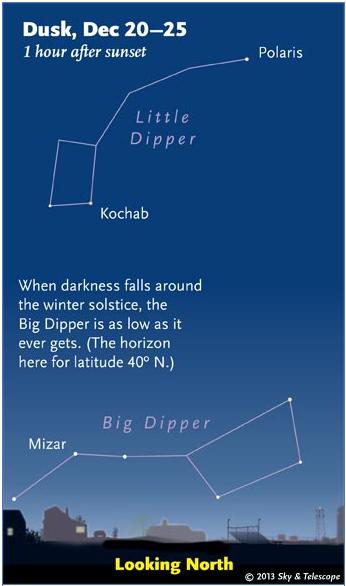 Dusk, Dec 20–25
1 hour after sunset
Polaris
Little
Dipper
Kochab
When darkness falls around
the winter solstice, the
Big Dipper is as low as it
ever gets. (The horizon
here for latitude 40° N.)
Big Dipper
Mizar
Looking North
© 2013 Sky & Telescope